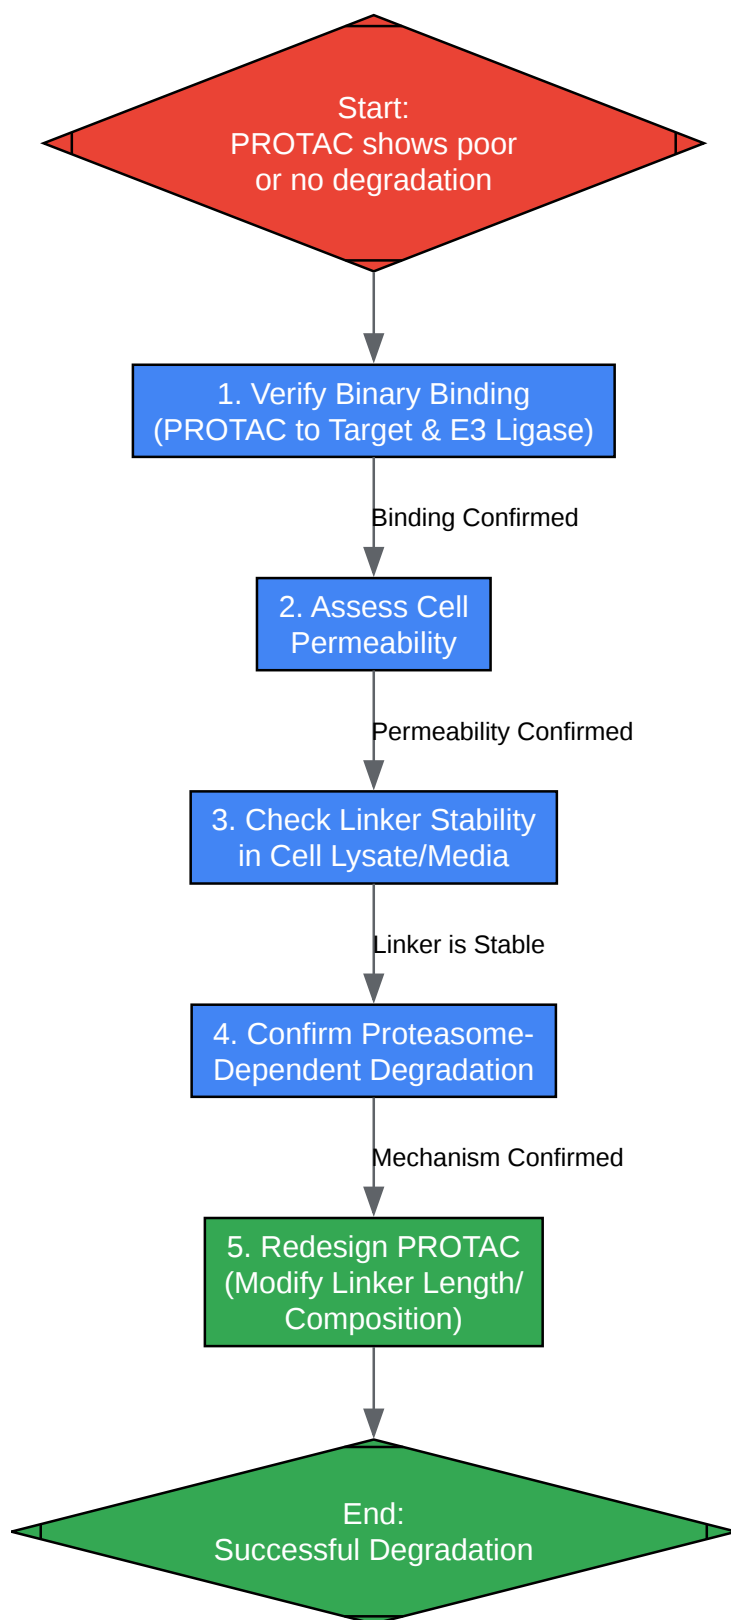 Start:
PROTAC shows poor
or no degradation
1. Verify Binary Binding
(PROTAC to Target & E3 Ligase)
Binding Confirmed
2. Assess Cell
Permeability
Permeability Confirmed
3. Check Linker Stability
in Cell Lysate/Media
Linker is Stable
4. Confirm Proteasome-
Dependent Degradation
Mechanism Confirmed
5. Redesign PROTAC
(Modify Linker Length/
Composition)
End:
Successful Degradation